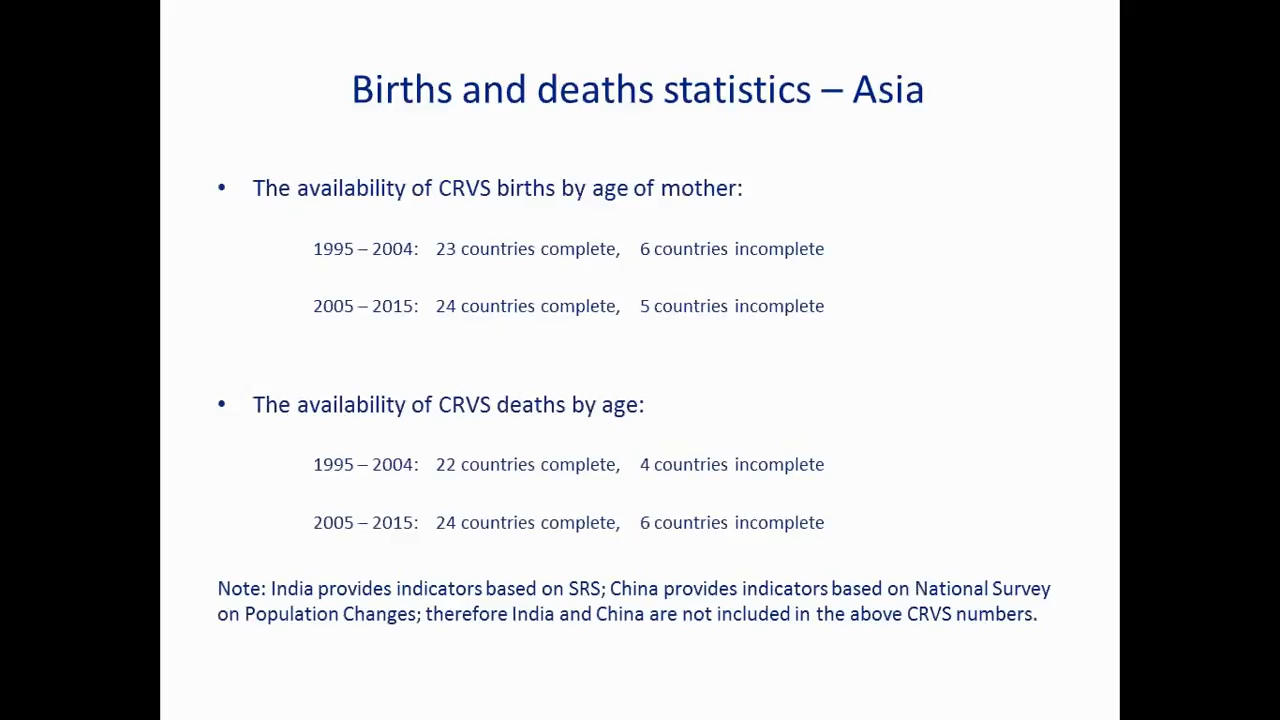 Births and deaths statistics – Asia
• The availability of CRVS births by age of mother:
1995 – 2004: 23 countries complete, 6 countries incomplete
2005 – 2015: 24 countries complete, 5 countries incomplete
• The availability of CRVS deaths by age:
1995 – 2004: 22 countries complete, 4 countries incomplete
2005 – 2015: 24 countries complete, 6 countries incomplete
Note: India provides indicators based on SRS; China provides indicators based on National Survey
on Population Changes; therefore India and China are not included in the above CRVS numbers.